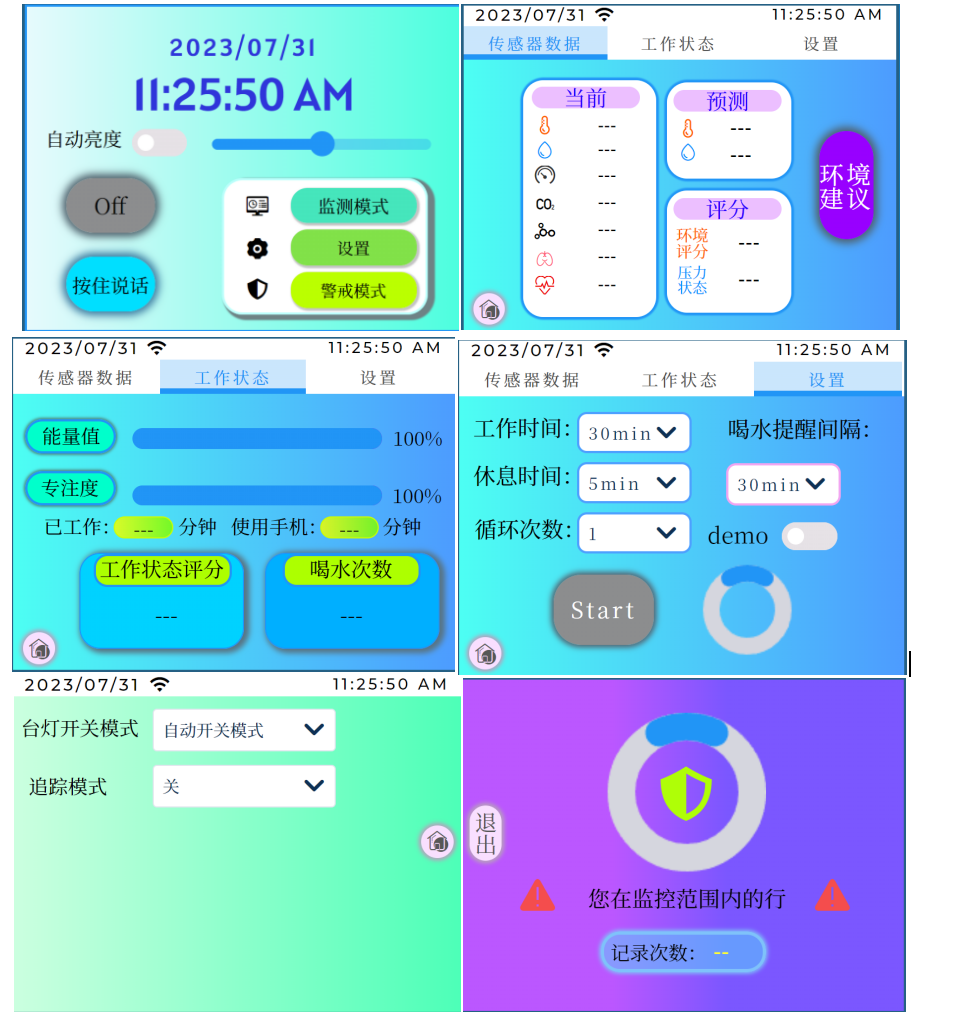 2023/07/31
11:25:50 AM
自动亮度
Off
按住说话
监测模式
设置
警戒模式
2023/07/31 11:25:50 AM
传感器数据 工作状态 设置
当前
---
---
---
CO₂ ---
---
---
---
预测
---
---
评分
环境
评分 ---
压力
状态 ---
环境
建议
2023/07/31 11:25:50 AM
传感器数据 工作状态 设置
能量值 100%
专注度 100%
已工作: --- 分钟 使用手机: --- 分钟
工作状态评分 喝水次数
--- ---
2023/07/31 11:25:50 AM
传感器数据 工作状态 设置
工作时间: 30min 喝水提醒间隔:
休息时间: 5min 30min
循环次数: 1 demo
Start
2023/07/31 11:25:50 AM
台灯开关模式 自动开关模式
追踪模式 关
退出
您在监控范围内的行
记录次数: --